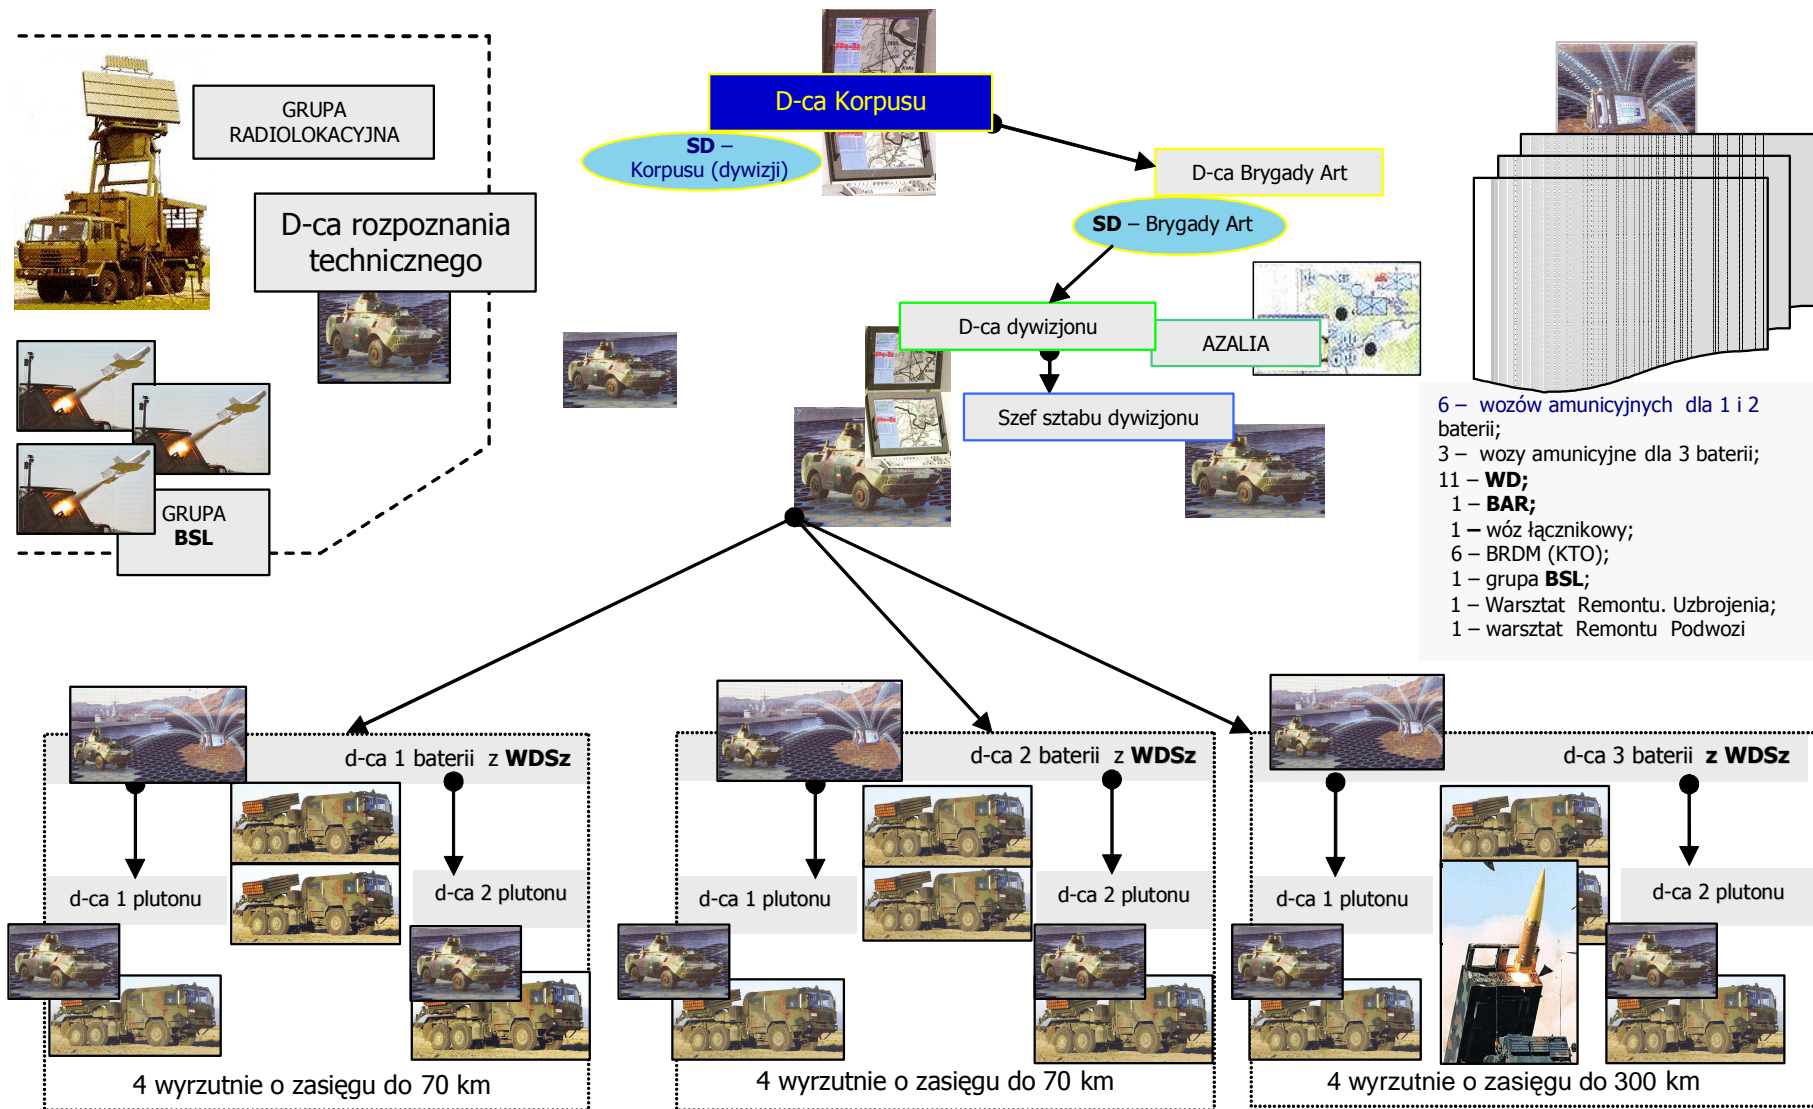 GRUPA
RADIOLOKACYJNA
D-ca rozpoznania
technicznego
GRUPA
BSL
D-ca Korpusu
SD –
Korpusu (dywizji)
D-ca Brygady Art
SD – Brygady Art
D-ca dywizjonu
AZALIA
Szef sztabu dywizjonu
6 – wozów amunicyjnych dla 1 i 2
baterii;
3 – wozy amunicyjne dla 3 baterii;
11 – WD;
1 – BAR;
1 – wóz łącznikowy;
6 – BRDM (KTO);
1 – grupa BSL;
1 – Warsztat Remontu. Uzbrojenia;
1 – warsztat Remontu Podwozi
d-ca 1 baterii z WDSz
d-ca 1 plutonu
d-ca 2 plutonu
4 wyrzutnie o zasięgu do 70 km
d-ca 2 baterii z WDSz
d-ca 1 plutonu
d-ca 2 plutonu
4 wyrzutnie o zasięgu do 70 km
d-ca 3 baterii z WDSz
d-ca 1 plutonu
d-ca 2 plutonu
4 wyrzutnie o zasięgu do 300 km